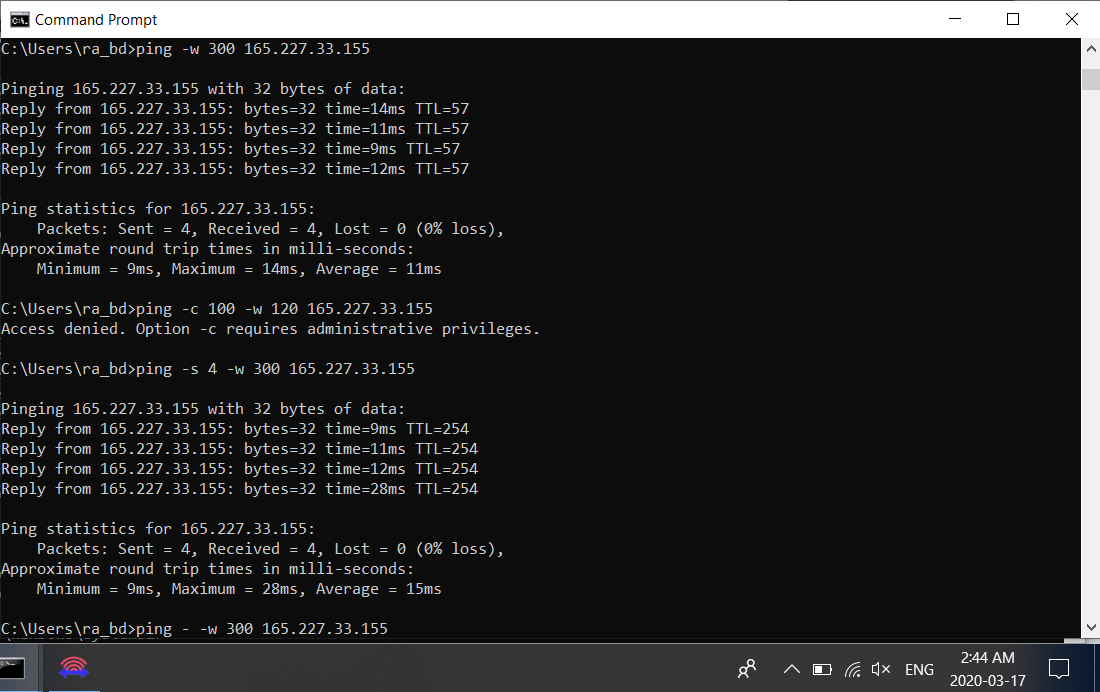 Command Prompt
C:\Users\ra_bd>ping -w 300 165.227.33.155
Pinging 165.227.33.155 with 32 bytes of data:
Reply from 165.227.33.155: bytes=32 time=14ms TTL=57
Reply from 165.227.33.155: bytes=32 time=11ms TTL=57
Reply from 165.227.33.155: bytes=32 time=9ms TTL=57
Reply from 165.227.33.155: bytes=32 time=12ms TTL=57
Ping statistics for 165.227.33.155:
    Packets: Sent = 4, Received = 4, Lost = 0 (0% loss),
Approximate round trip times in milli-seconds:
    Minimum = 9ms, Maximum = 14ms, Average = 11ms
C:\Users\ra_bd>ping -c 100 -w 120 165.227.33.155
Access denied. Option -c requires administrative privileges.
C:\Users\ra_bd>ping -s 4 -w 300 165.227.33.155
Pinging 165.227.33.155 with 32 bytes of data:
Reply from 165.227.33.155: bytes=32 time=9ms TTL=254
Reply from 165.227.33.155: bytes=32 time=11ms TTL=254
Reply from 165.227.33.155: bytes=32 time=12ms TTL=254
Reply from 165.227.33.155: bytes=32 time=28ms TTL=254
Ping statistics for 165.227.33.155:
    Packets: Sent = 4, Received = 4, Lost = 0 (0% loss),
Approximate round trip times in milli-seconds:
    Minimum = 9ms, Maximum = 28ms, Average = 15ms
C:\Users\ra_bd>ping - -w 300 165.227.33.155
ENG
2:44 AM
2020-03-17